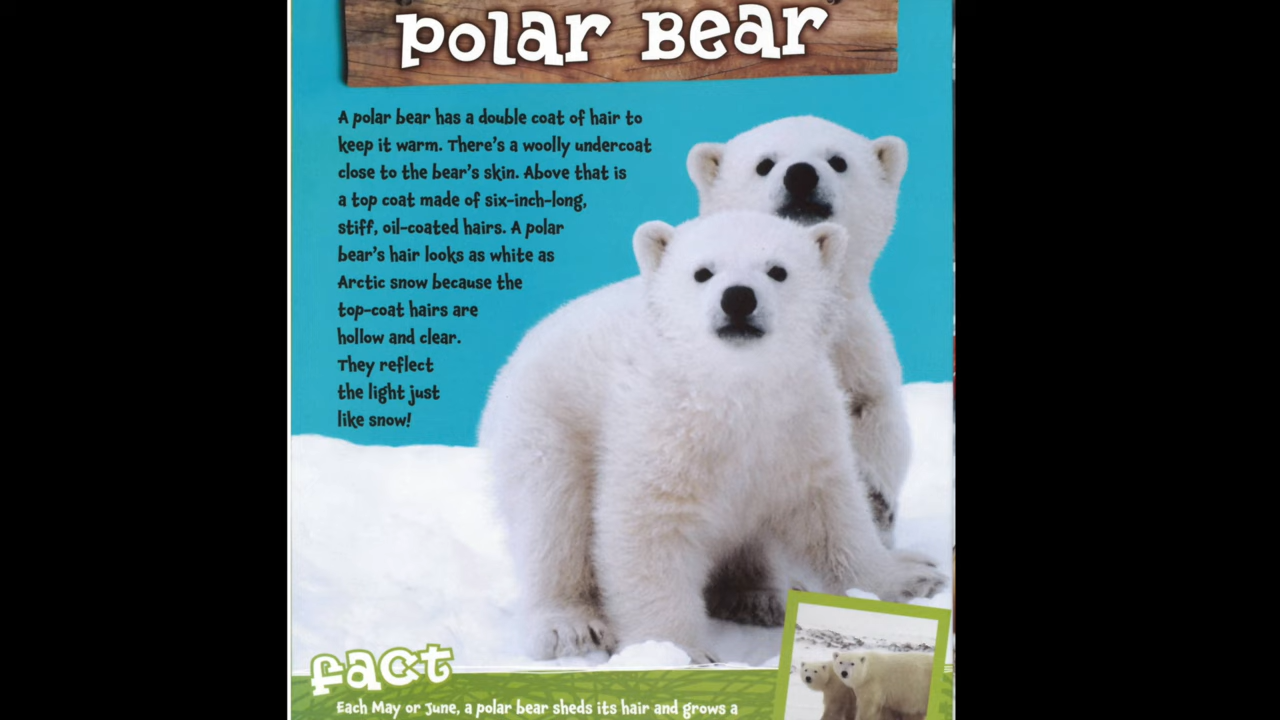 Polar Bear
A polar bear has a double coat of hair to
keep it warm. There's a woolly undercoat
close to the bear's skin. Above that is
a top coat made of six-inch-long,
stiff, oil-coated hairs. A polar
bear's hair looks as white as
Arctic snow because the
top-coat hairs are
hollow and clear.
They reflect
the light just
like snow!
fact
Each May or June, a polar bear sheds its hair and grows a